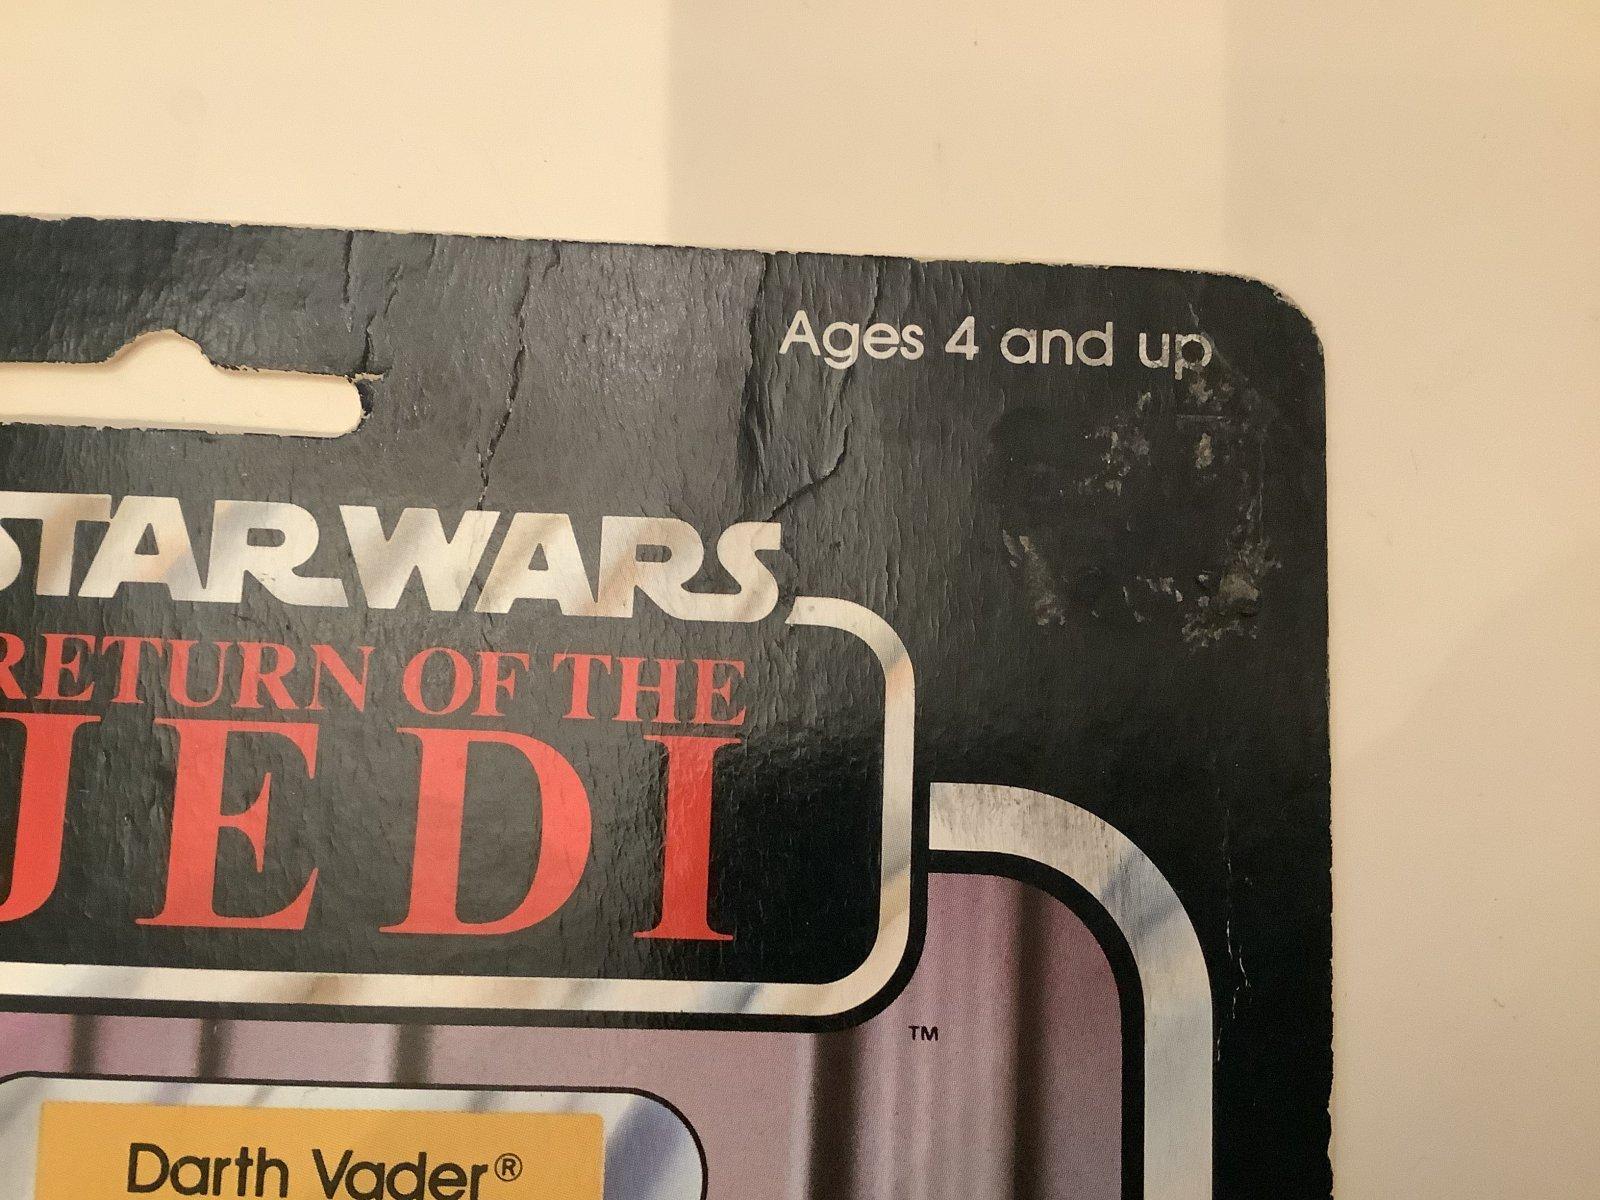 Ages 4 and up
STAR WARS
RETURN OF THE
JEDI
TM
Darth Vader®